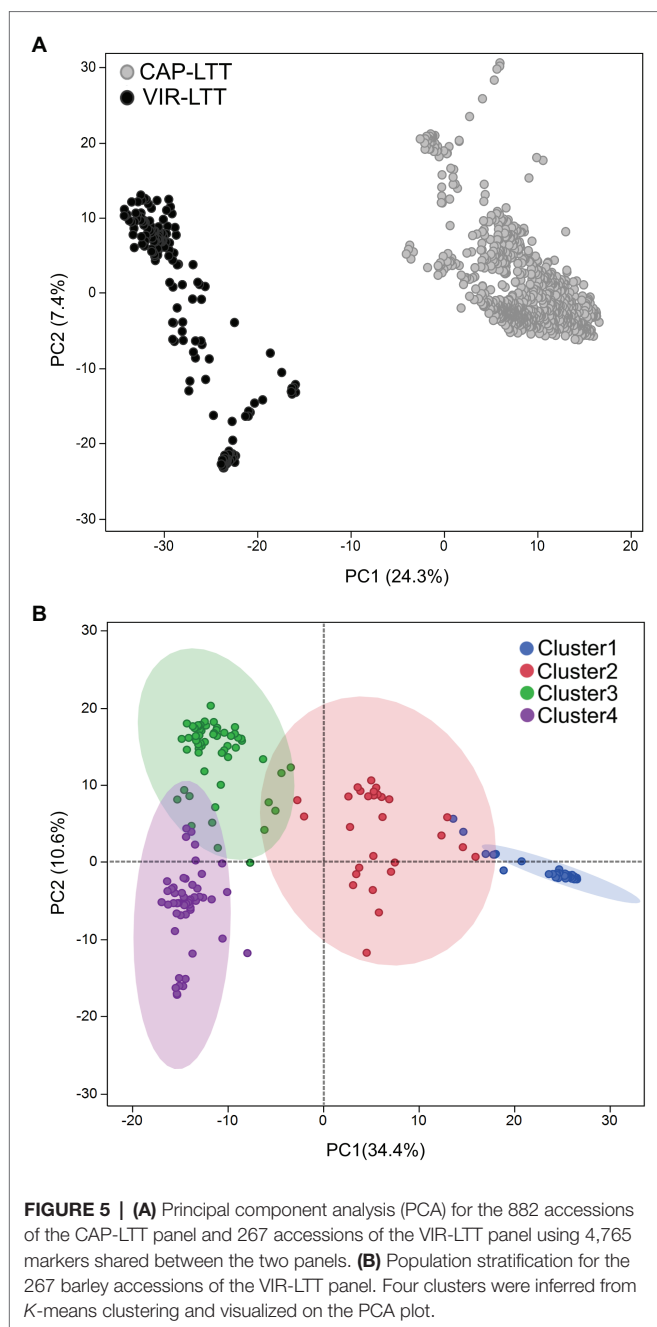 A
CAP-LTT
VIR-LTT
30
20
10
0
-10
-20
-30
PC2 (7.4%)
-30
-20
-10
0
10
20
PC1 (24.3%)
B
Cluster1
Cluster2
Cluster3
Cluster4
30
20
10
0
-10
-20
-30
PC2 (10.6%)
-20
-10
0
10
20
30
PC1(34.4%)
FIGURE 5 | (A) Principal component analysis (PCA) for the 882 accessions
of the CAP-LTT panel and 267 accessions of the VIR-LTT panel using 4,765
markers shared between the two panels. (B) Population stratification for the
267 barley accessions of the VIR-LTT panel. Four clusters were inferred from
K-means clustering and visualized on the PCA plot.